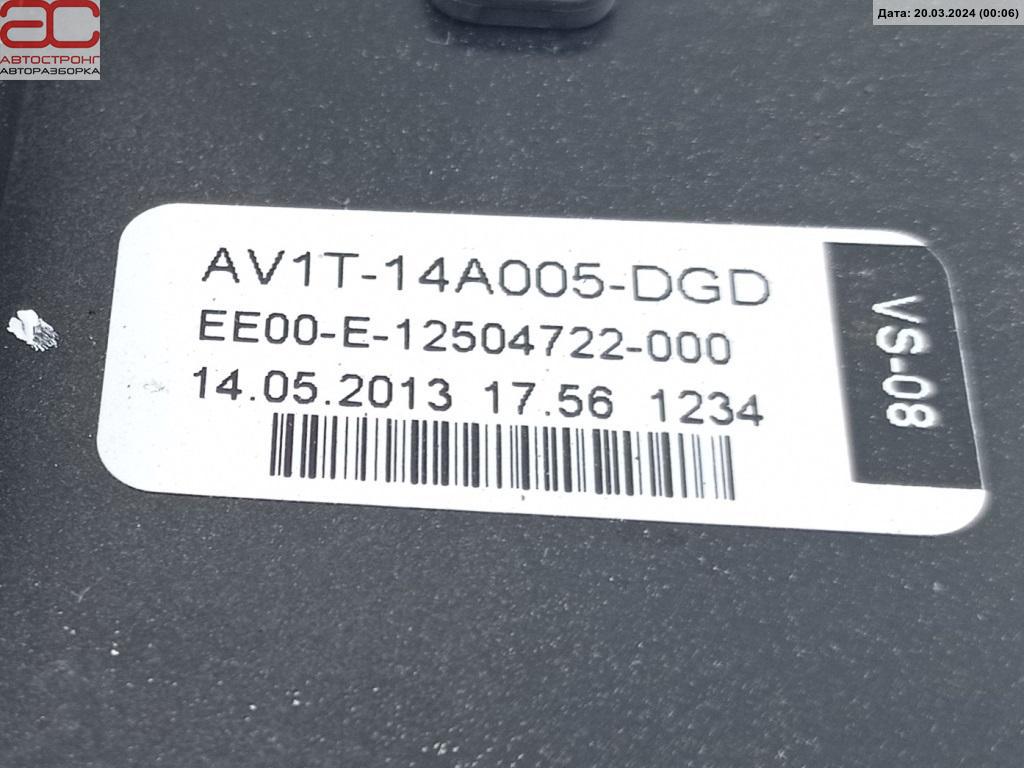 ac
АВТОСТРОНГ
АВТОРАЗБОРКА
Дата: 20.03.2024 (00:06)
AV1T-14A005-DGD
EE00-E-12504722-000
14.05.2013 17.56 1234
VS-08